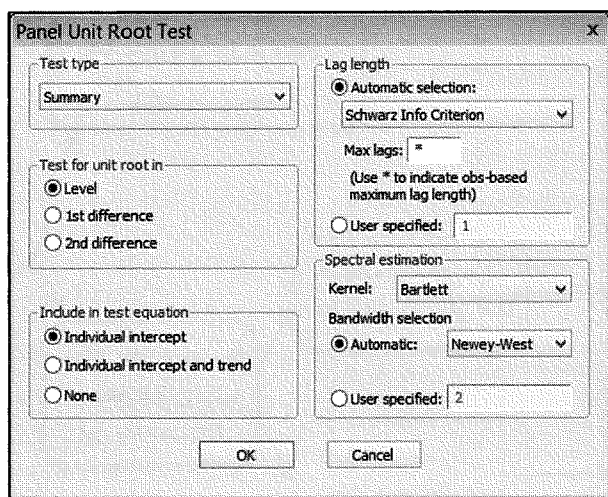 Panel Unit Root Test x
Test type
Summary
Test for unit root in
Level
1st difference
2nd difference
Include in test equation
Individual intercept
Individual intercept and trend
None
Lag length
Automatic selection:
Schwarz Info Criterion
Max lags: *
(Use * to indicate obs-based
maximum lag length)
User specified: 1
Spectral estimation
Kernel: Bartlett
Bandwidth selection
Automatic: Newey-West
User specified: 2
OK Cancel